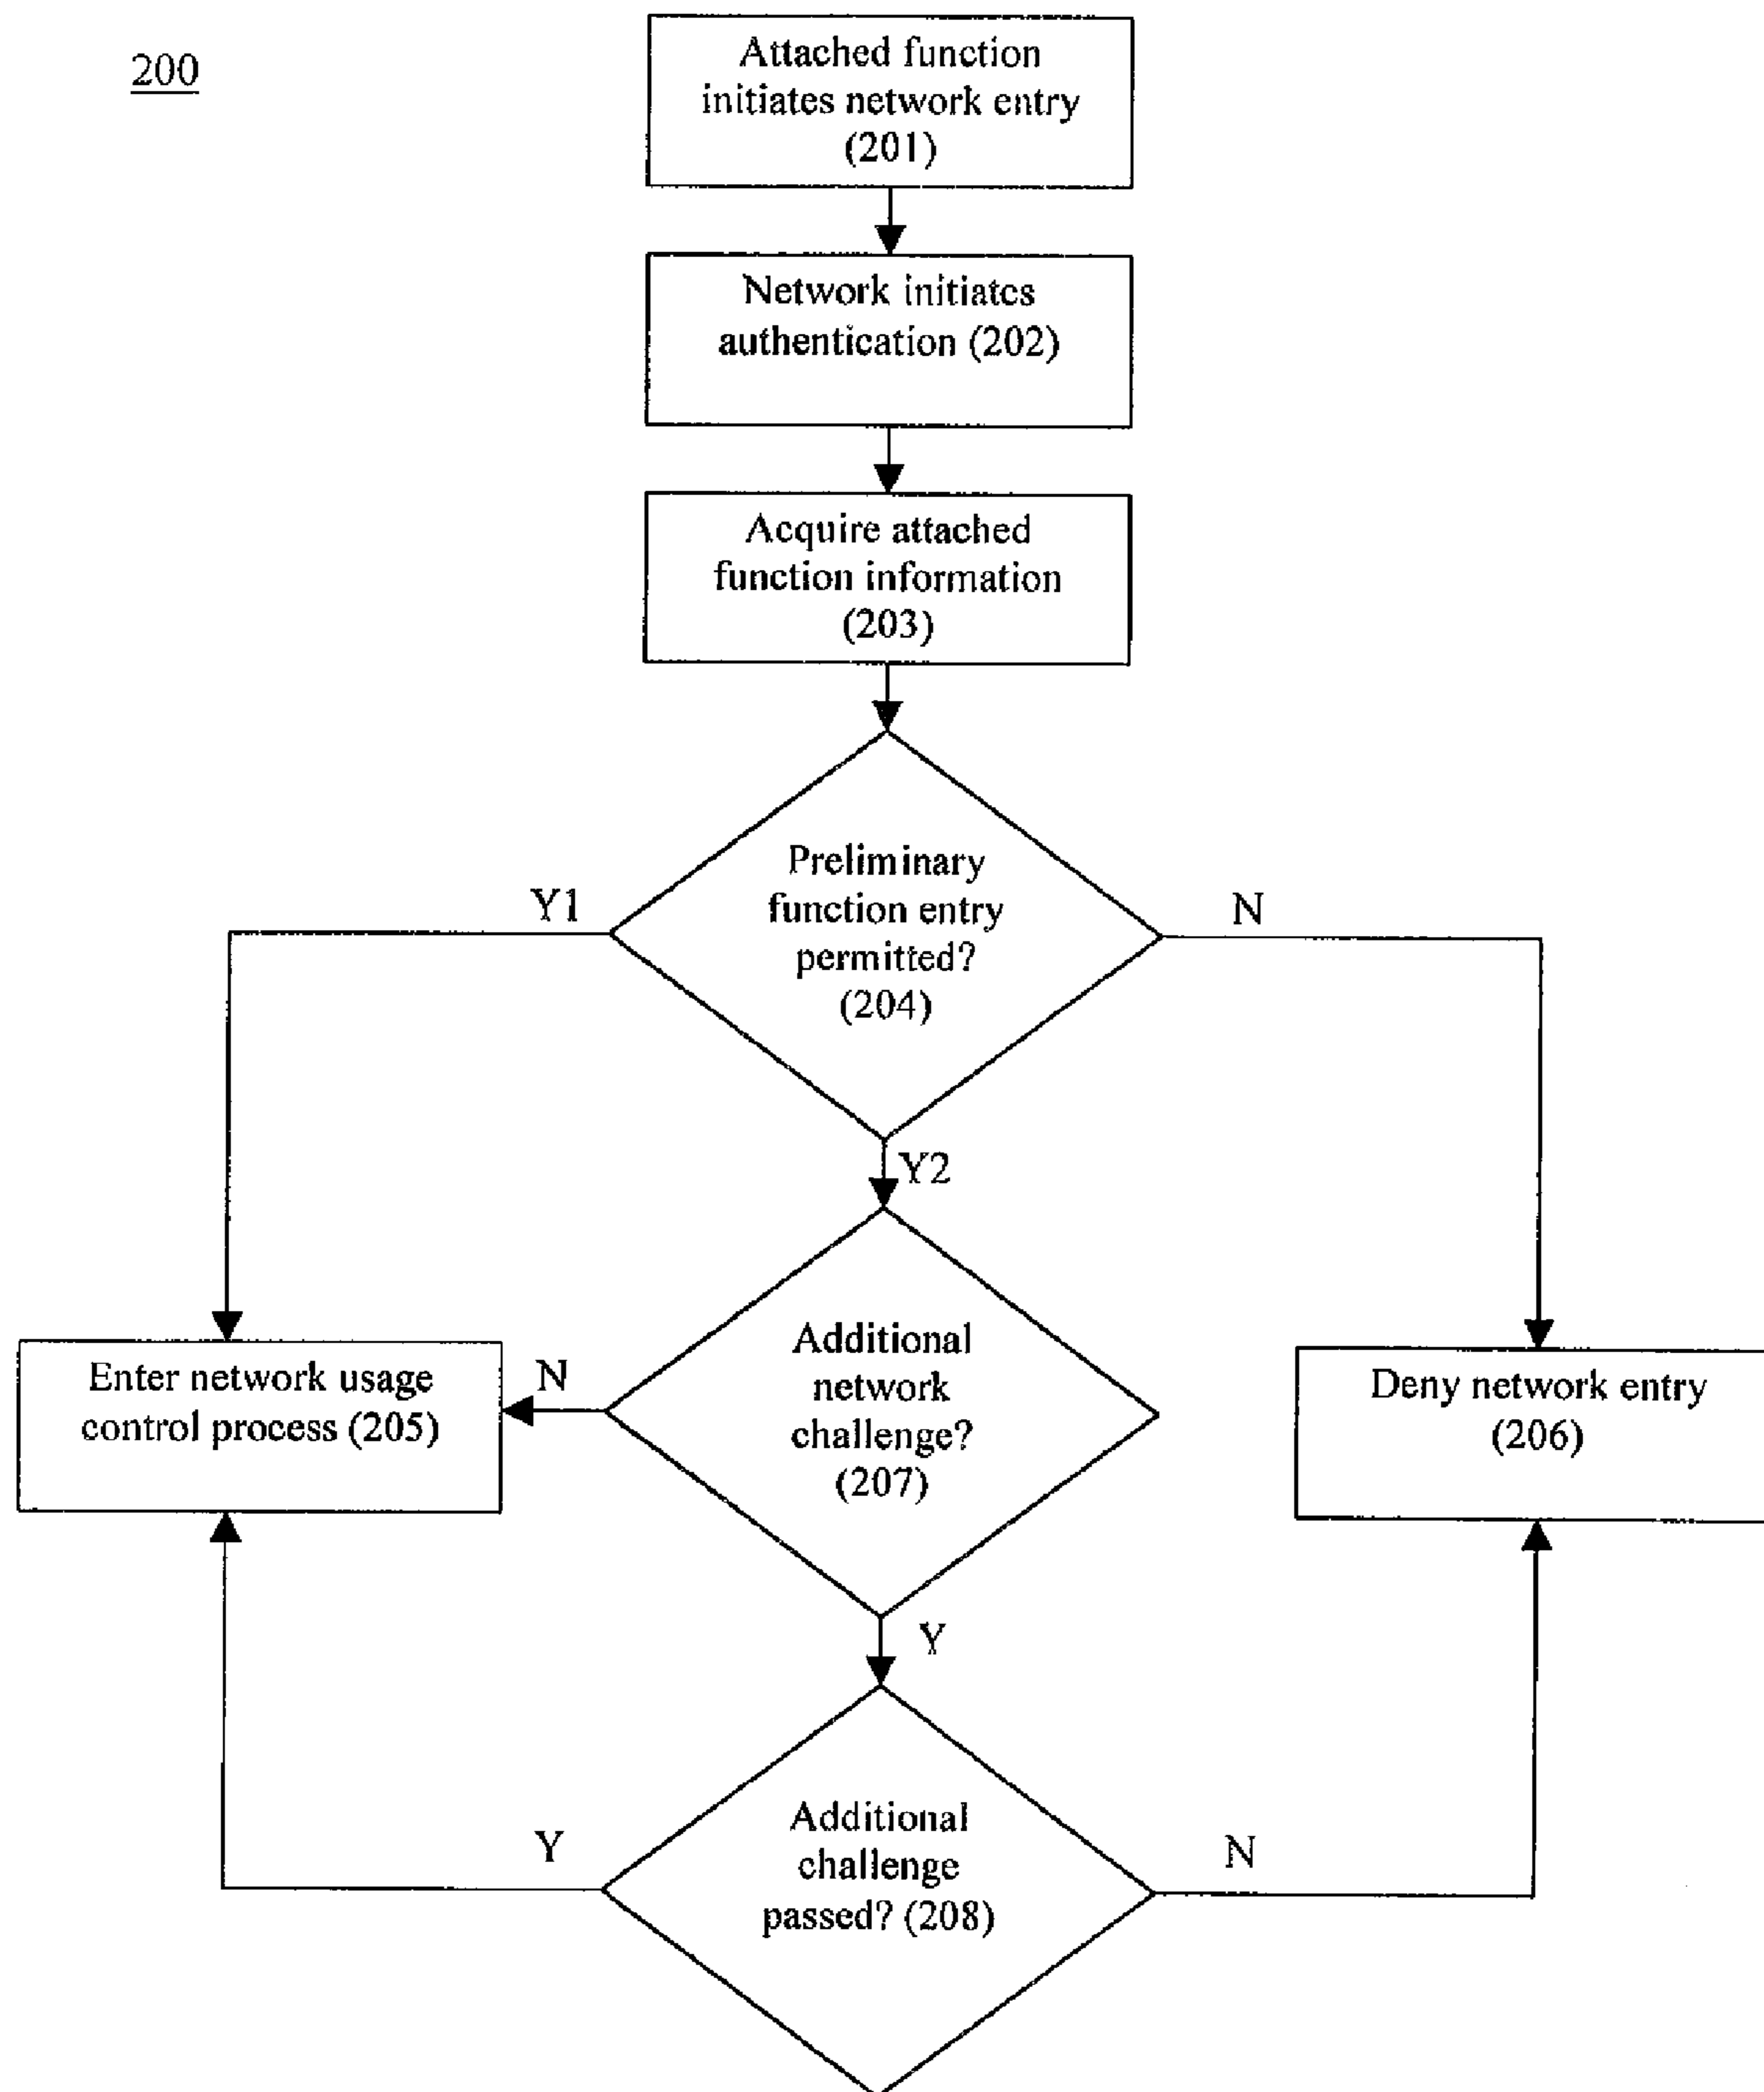 200
Attached function
initiates network entry
(201)
Network initiates
authentication (202)
Acquire attached
function information
(203)
Preliminary
function entry
permitted?
(204)
Y1
N
Y2
Additional
network
challenge?
(207)
N
Enter network usage
control process (205)
Deny network entry
(206)
Y
Additional
challenge
passed? (208)
Y
N